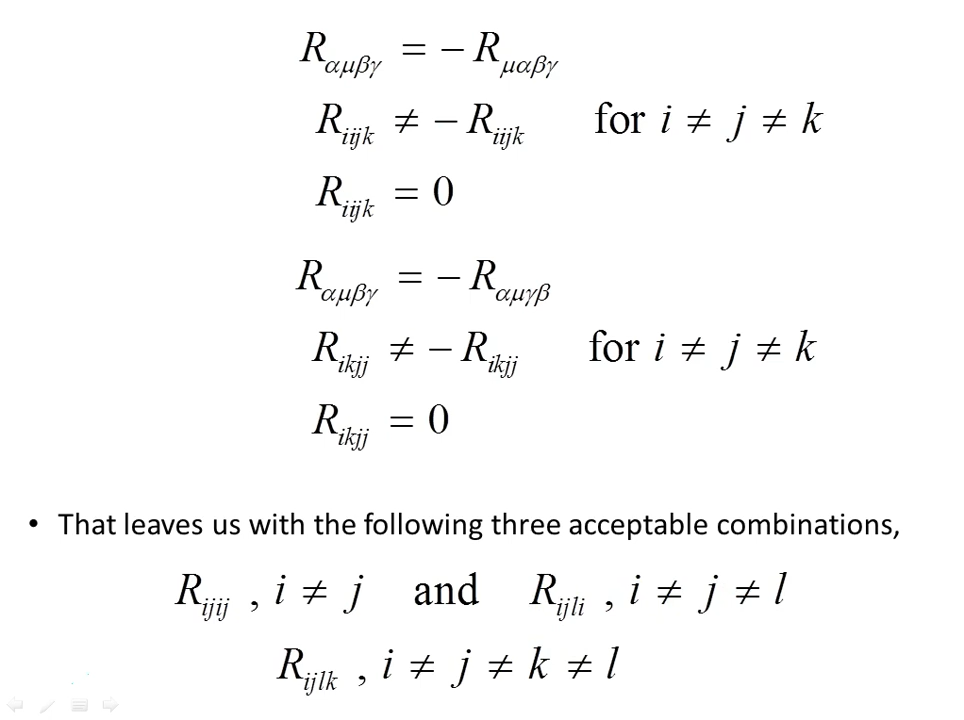 R_{αμβγ} = − R_{μαβγ}
R_{iijk} ≠ − R_{iijk} for i ≠ j ≠ k
R_{iijk} = 0
R_{αμβγ} = − R_{αμγβ}
R_{ikjj} ≠ − R_{ikjj} for i ≠ j ≠ k
R_{ikjj} = 0
• That leaves us with the following three acceptable combinations,
R_{ijij} , i ≠ j and R_{ijli} , i ≠ j ≠ l
R_{ijlk} , i ≠ j ≠ k ≠ l